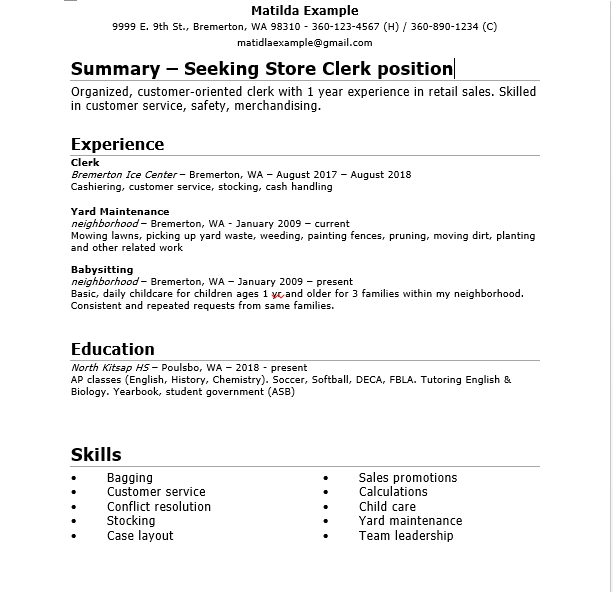 Matilda Example
9999 E. 9th St., Bremerton, WA 98310 - 360-123-4567 (H) / 360-890-1234 (C)
matidlaexample@gmail.com
Summary – Seeking Store Clerk position
Organized, customer-oriented clerk with 1 year experience in retail sales. Skilled
in customer service, safety, merchandising.
Experience
Clerk
Bremerton Ice Center – Bremerton, WA – August 2017 – August 2018
Cashiering, customer service, stocking, cash handling
Yard Maintenance
neighborhood – Bremerton, WA - January 2009 – current
Mowing lawns, picking up yard waste, weeding, painting fences, pruning, moving dirt, planting
and other related work
Babysitting
neighborhood – Bremerton, WA – January 2009 – present
Basic, daily childcare for children ages 1 yr and older for 3 families within my neighborhood.
Consistent and repeated requests from same families.
Education
North Kitsap HS – Poulsbo, WA – 2018 - present
AP classes (English, History, Chemistry). Soccer, Softball, DECA, FBLA. Tutoring English &
Biology. Yearbook, student government (ASB)
Skills
• Bagging
• Customer service
• Conflict resolution
• Stocking
• Case layout
• Sales promotions
• Calculations
• Child care
• Yard maintenance
• Team leadership